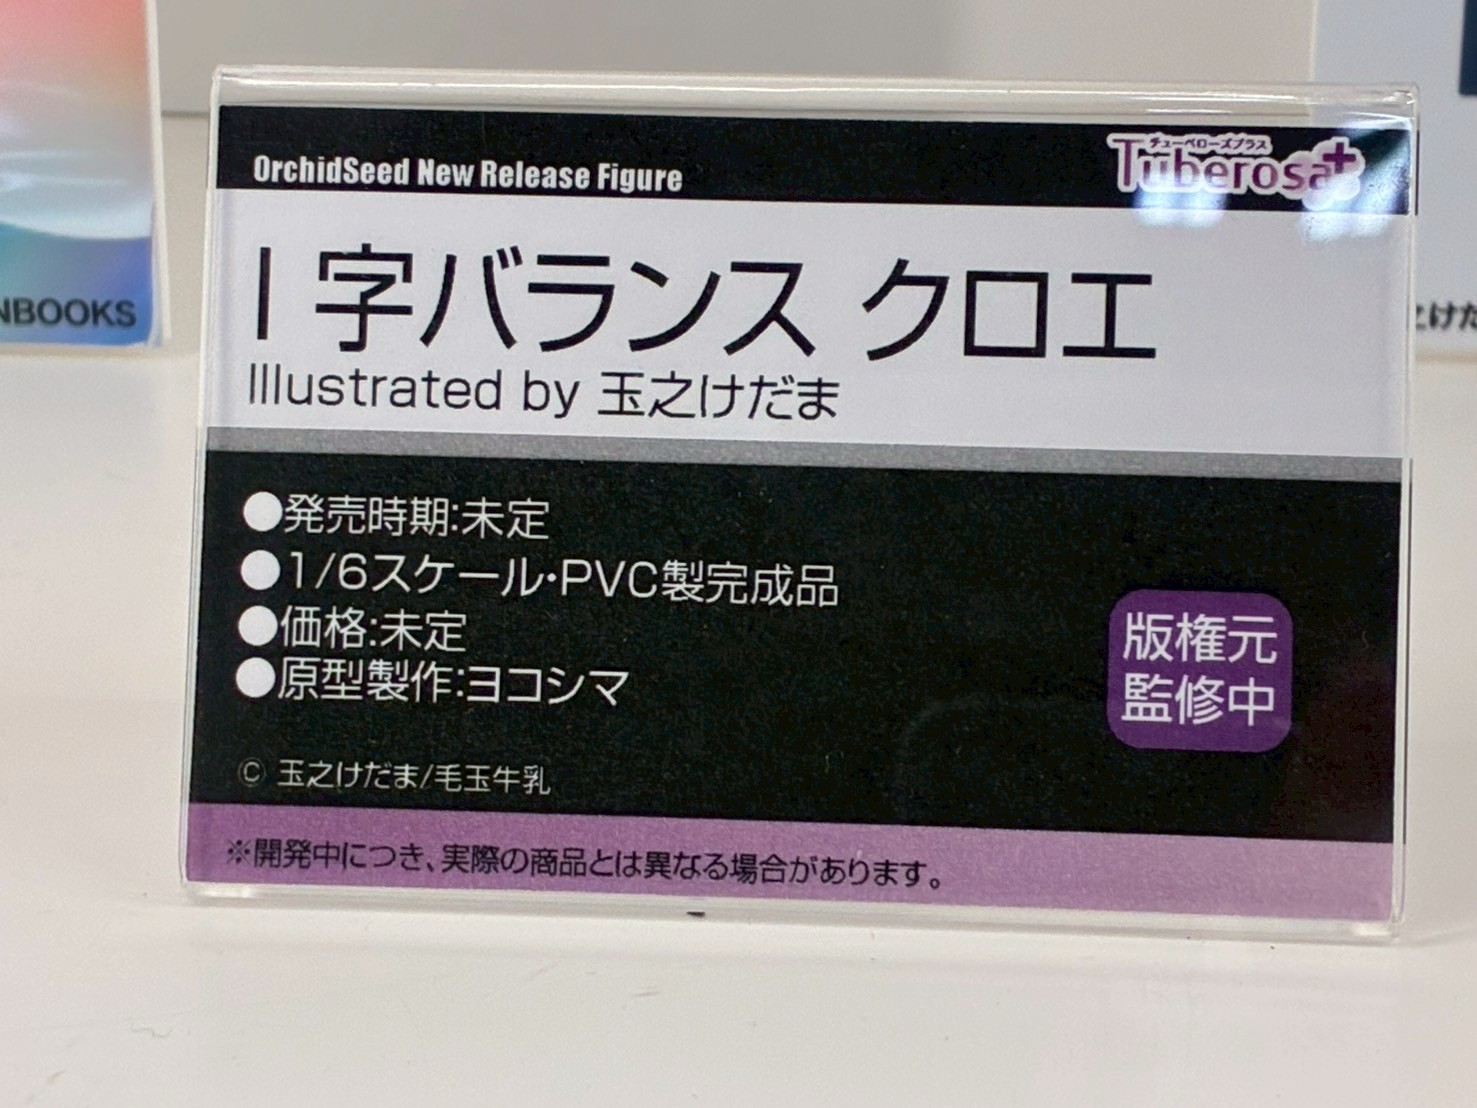 OrchidSeed New Release Figure
チューベローズプラス
Tuberosa+
I字バランス クロエ
Illustrated by 玉之けだま
●発売時期:未定
●1/6スケール・PVC製完成品
●価格:未定
●原型製作:ヨコシマ
版権元
監修中
© 玉之けだま/毛玉牛乳
※開発中につき、実際の商品とは異なる場合があります。
NBOOKS
けだ